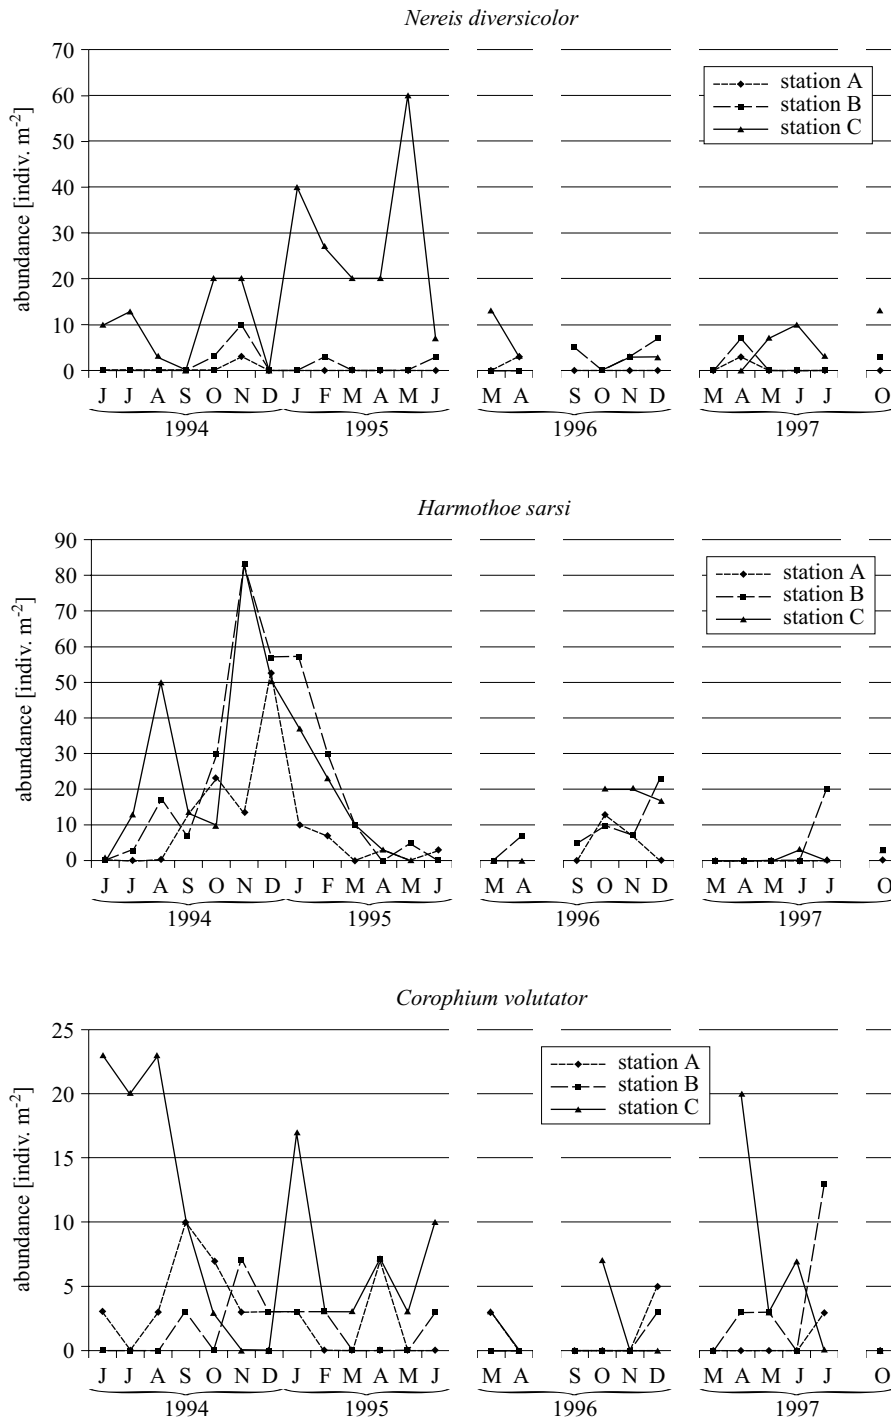 Nereis diversicolor
70
60
50
40
30
20
10
0
abundance [indiv. m-2]
station A
station B
station C
J J A S O N D J F M A M J M A S O N D M A M J J O
1994 1995 1996 1997
Harmothoe sarsi
90
80
70
60
50
40
30
20
10
0
abundance [indiv. m-2]
station A
station B
station C
J J A S O N D J F M A M J M A S O N D M A M J J O
1994 1995 1996 1997
Corophium volutator
25
20
15
10
5
0
abundance [indiv. m-2]
station A
station B
station C
J J A S O N D J F M A M J M A S O N D M A M J J O
1994 1995 1996 1997